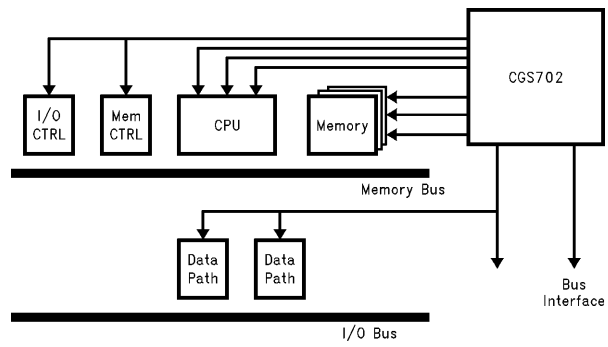 CGS702
I/O
CTRL
Mem
CTRL
CPU
Memory
Memory Bus
Data
Path
Data
Path
Bus
Interface
I/O Bus